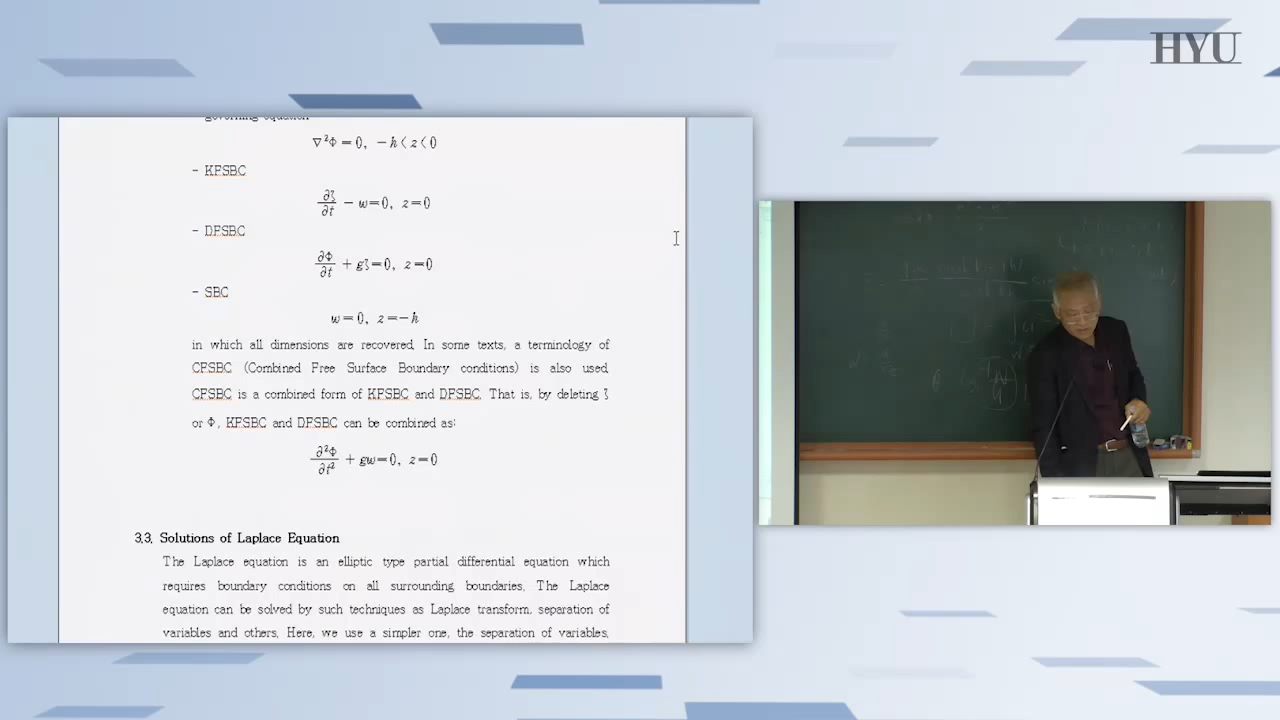 HYU
governing equation
∇²Φ=0, −h<z<0
- KFSBC
∂ζ/∂t − w=0, z=0
- DFSBC
∂Φ/∂t + gζ=0, z=0
- SBC
w=0, z=−h
in which all dimensions are recovered. In some texts, a terminology of
CFSBC (Combined Free Surface Boundary conditions) is also used.
CFSBC is a combined form of KFSBC and DFSBC. That is, by deleting ζ
or Φ, KFSBC and DFSBC can be combined as:
∂²Φ/∂t² + gw=0, z=0
3.3. Solutions of Laplace Equation
The Laplace equation is an elliptic type partial differential equation which
requires boundary conditions on all surrounding boundaries. The Laplace
equation can be solved by such techniques as Laplace transform, separation of
variables and others. Here, we use a simpler one, the separation of variables,